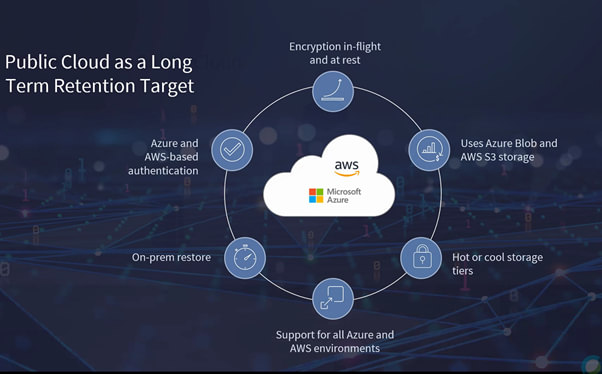 Public Cloud as a Long
Term Retention Target
Encryption in-flight
and at rest
Azure and
AWS-based
authentication
Uses Azure Blob and
AWS S3 storage
aws
Microsoft
Azure
On-prem restore
Hot or cool storage
tiers
Support for all Azure and
AWS environments